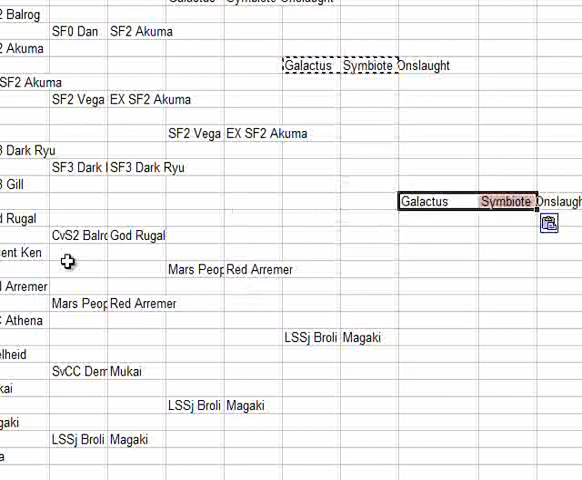 Galactus Symbiote Onslaught
2 Balrog
SF0 Dan SF2 Akuma
2 Akuma
Galactus Symbiote Onslaught
SF2 Akuma
SF2 Vega EX SF2 Akuma
SF2 Vega EX SF2 Akuma
3 Dark Ryu
SF3 Dark SF3 Dark Ryu
3 Gill
Galactus Symbiote Onslaugh
d Rugal
CvS2 Balro God Rugal
ent Ken
Mars Peop Red Arremer
Arremer
Mars Peop Red Arremer
C Athena
LSSj Broli Magaki
elheid
SvCC Dem Mukai
kai
LSSj Broli Magaki
gaki
LSSj Broli Magaki
a